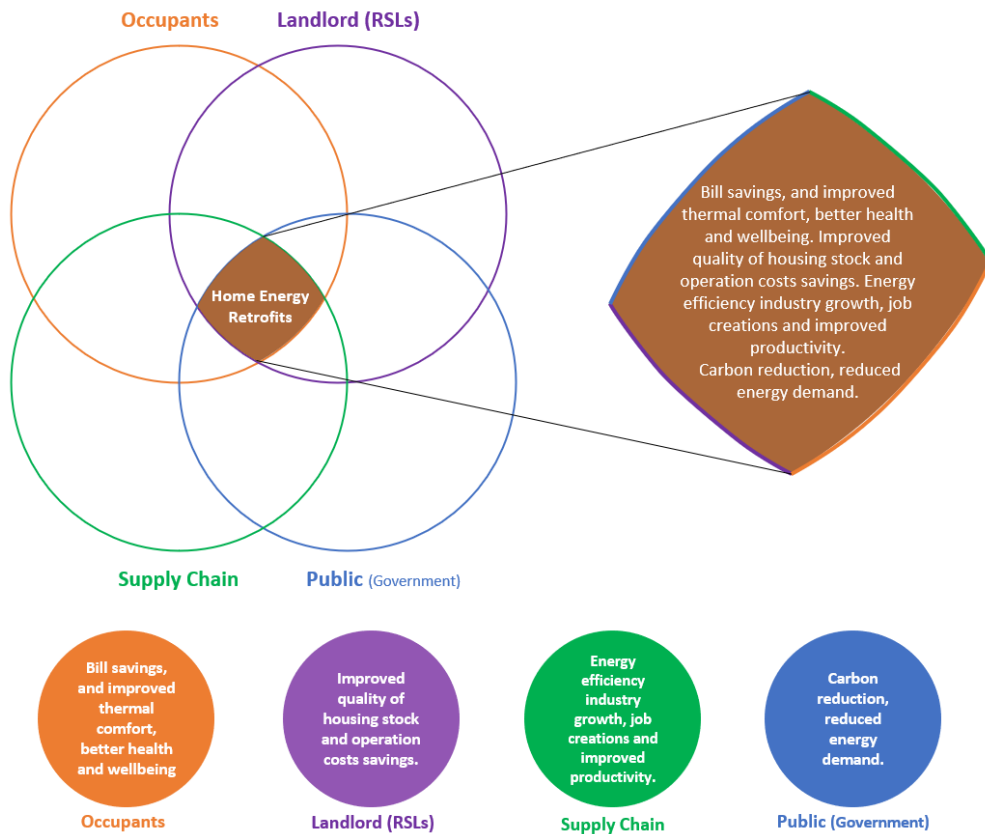 Occupants
Landlord (RSLs)
Home Energy
Retrofits
Bill savings, and improved
thermal comfort, better health
and wellbeing. Improved
quality of housing stock and
operation costs savings. Energy
efficiency industry growth, job
creations and improved
productivity.
Carbon reduction, reduced
energy demand.
Supply Chain
Public (Government)
Bill savings,
and improved
thermal
comfort,
better health
and wellbeing
Occupants
Improved
quality of
housing stock
and operation
costs savings.
Landlord (RSLs)
Energy
efficiency
industry
growth, job
creations and
improved
productivity.
Supply Chain
Carbon
reduction,
reduced
energy
demand.
Public (Government)